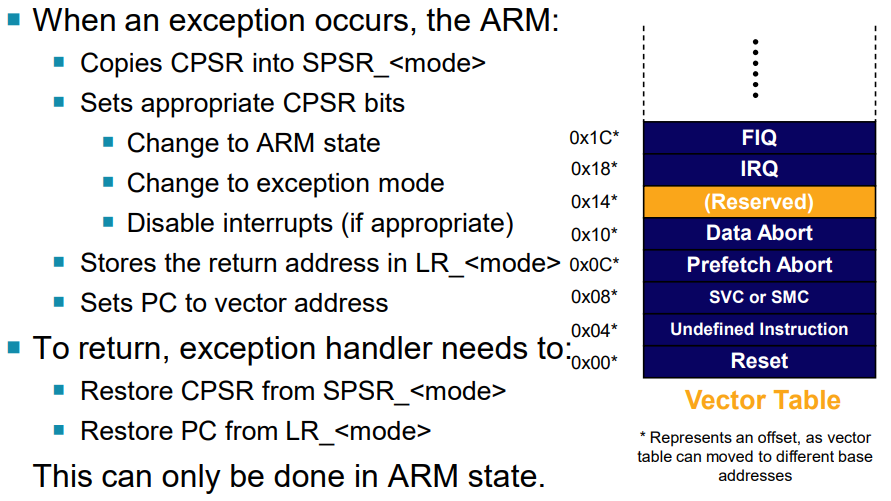 When an exception occurs, the ARM:
Copies CPSR into SPSR_<mode>
Sets appropriate CPSR bits
Change to ARM state
Change to exception mode
Disable interrupts (if appropriate)
Stores the return address in LR_<mode>
Sets PC to vector address
To return, exception handler needs to:
Restore CPSR from SPSR_<mode>
Restore PC from LR_<mode>
This can only be done in ARM state.
0x1C* FIQ
0x18* IRQ
0x14* (Reserved)
0x10* Data Abort
0x0C* Prefetch Abort
0x08* SVC or SMC
0x04* Undefined Instruction
0x00* Reset
Vector Table
* Represents an offset, as vector
table can moved to different base
addresses